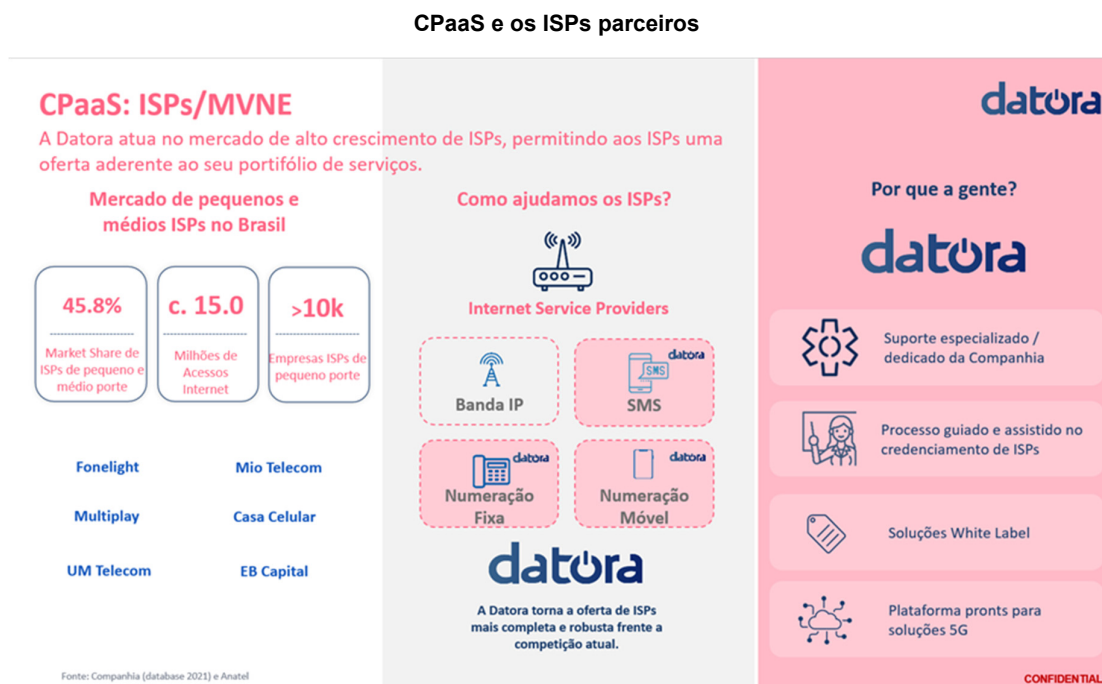 CPaaS e os ISPs parceiros
CPaaS: ISPs/MVNE
A Datora atua no mercado de alto crescimento de ISPs, permitindo aos ISPs uma
oferta aderente ao seu portifólio de serviços.
Mercado de pequenos e
médios ISPs no Brasil
45.8%
Market Share de
ISPs de pequeno e
médio porte
c. 15.0
Milhões de
Acessos
Internet
>10k
Empresas ISPs de
pequeno porte
Fonelight
Mio Telecom
Multiplay
Casa Celular
UM Telecom
EB Capital
Fonte: Companhia (database 2021) e Anatel
Como ajudamos os ISPs?
Internet Service Providers
Banda IP
datora
SMS
SMS
datora
Numeração
Fixa
datora
Numeração
Móvel
datora
A Datora torna a oferta de ISPs
mais completa e robusta frente a
competição atual.
datora
Por que a gente?
datora
Suporte especializado /
dedicado da Companhia
Processo guiado e assistido no
credenciamento de ISPs
Soluções White Label
Plataforma pronts para
soluções 5G
CONFIDENTIAL